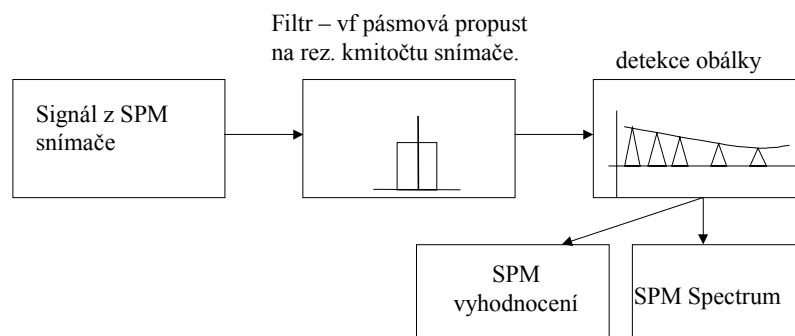 Filtr – vf pásmová propust
na rez. kmitočtu snímače.
detekce obálky
Signál z SPM
snímače
SPM
vyhodnocení
SPM Spectrum